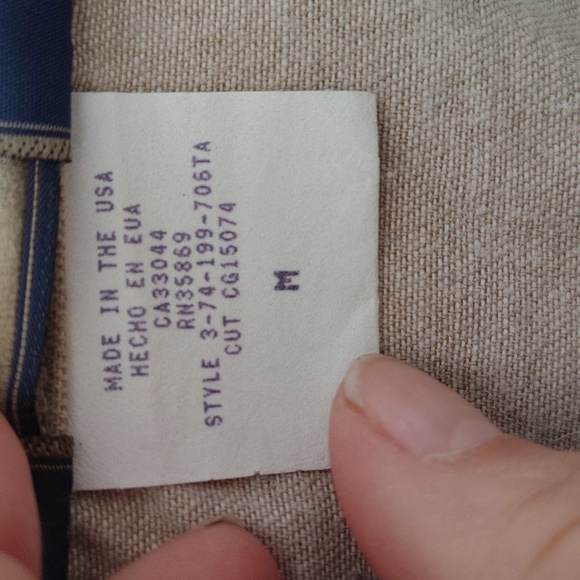 MADE IN THE USA
HECHO EN EUA
CA33044
RN35869
STYLE 3-74-199-706TA
CUT CG15074
M